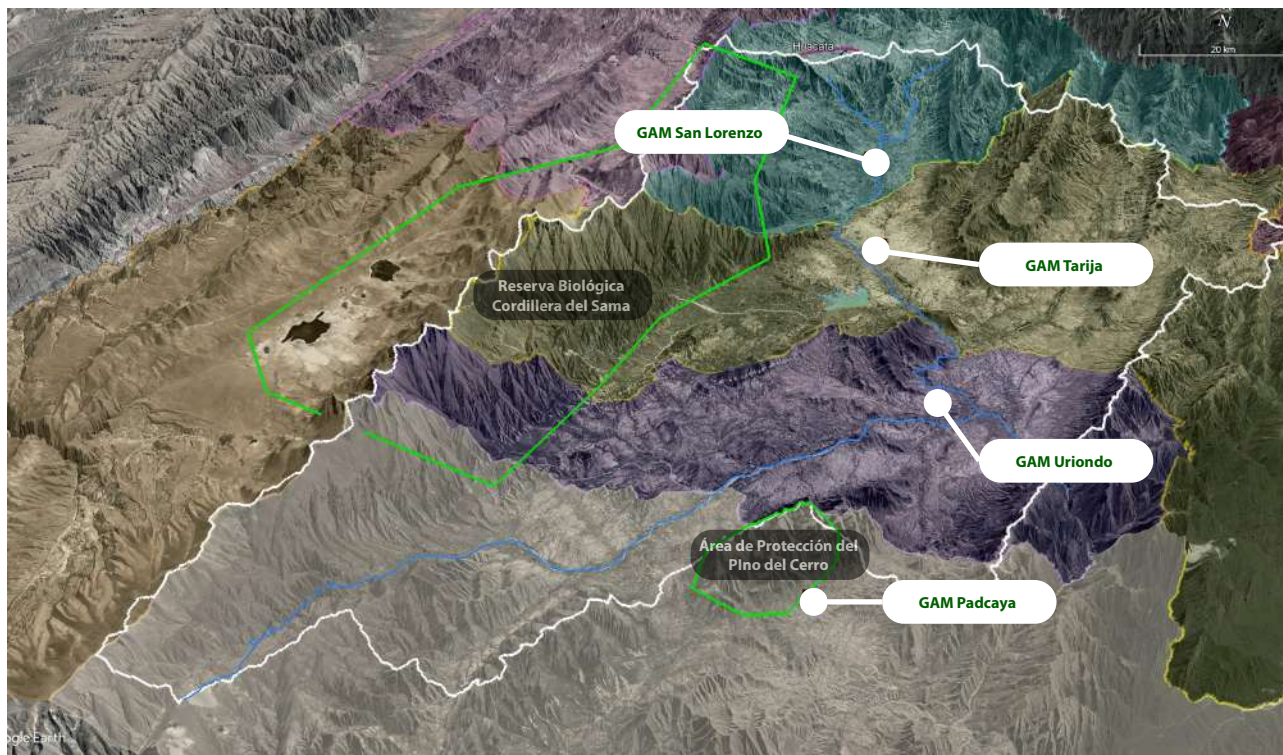 N
Huacata
20 km
GAM San Lorenzo
GAM Tarija
Reserva Biológica
Cordillera del Sama
GAM Uriondo
Área de Protección del
PIno del Cerro
GAM Padcaya
ogle Earth